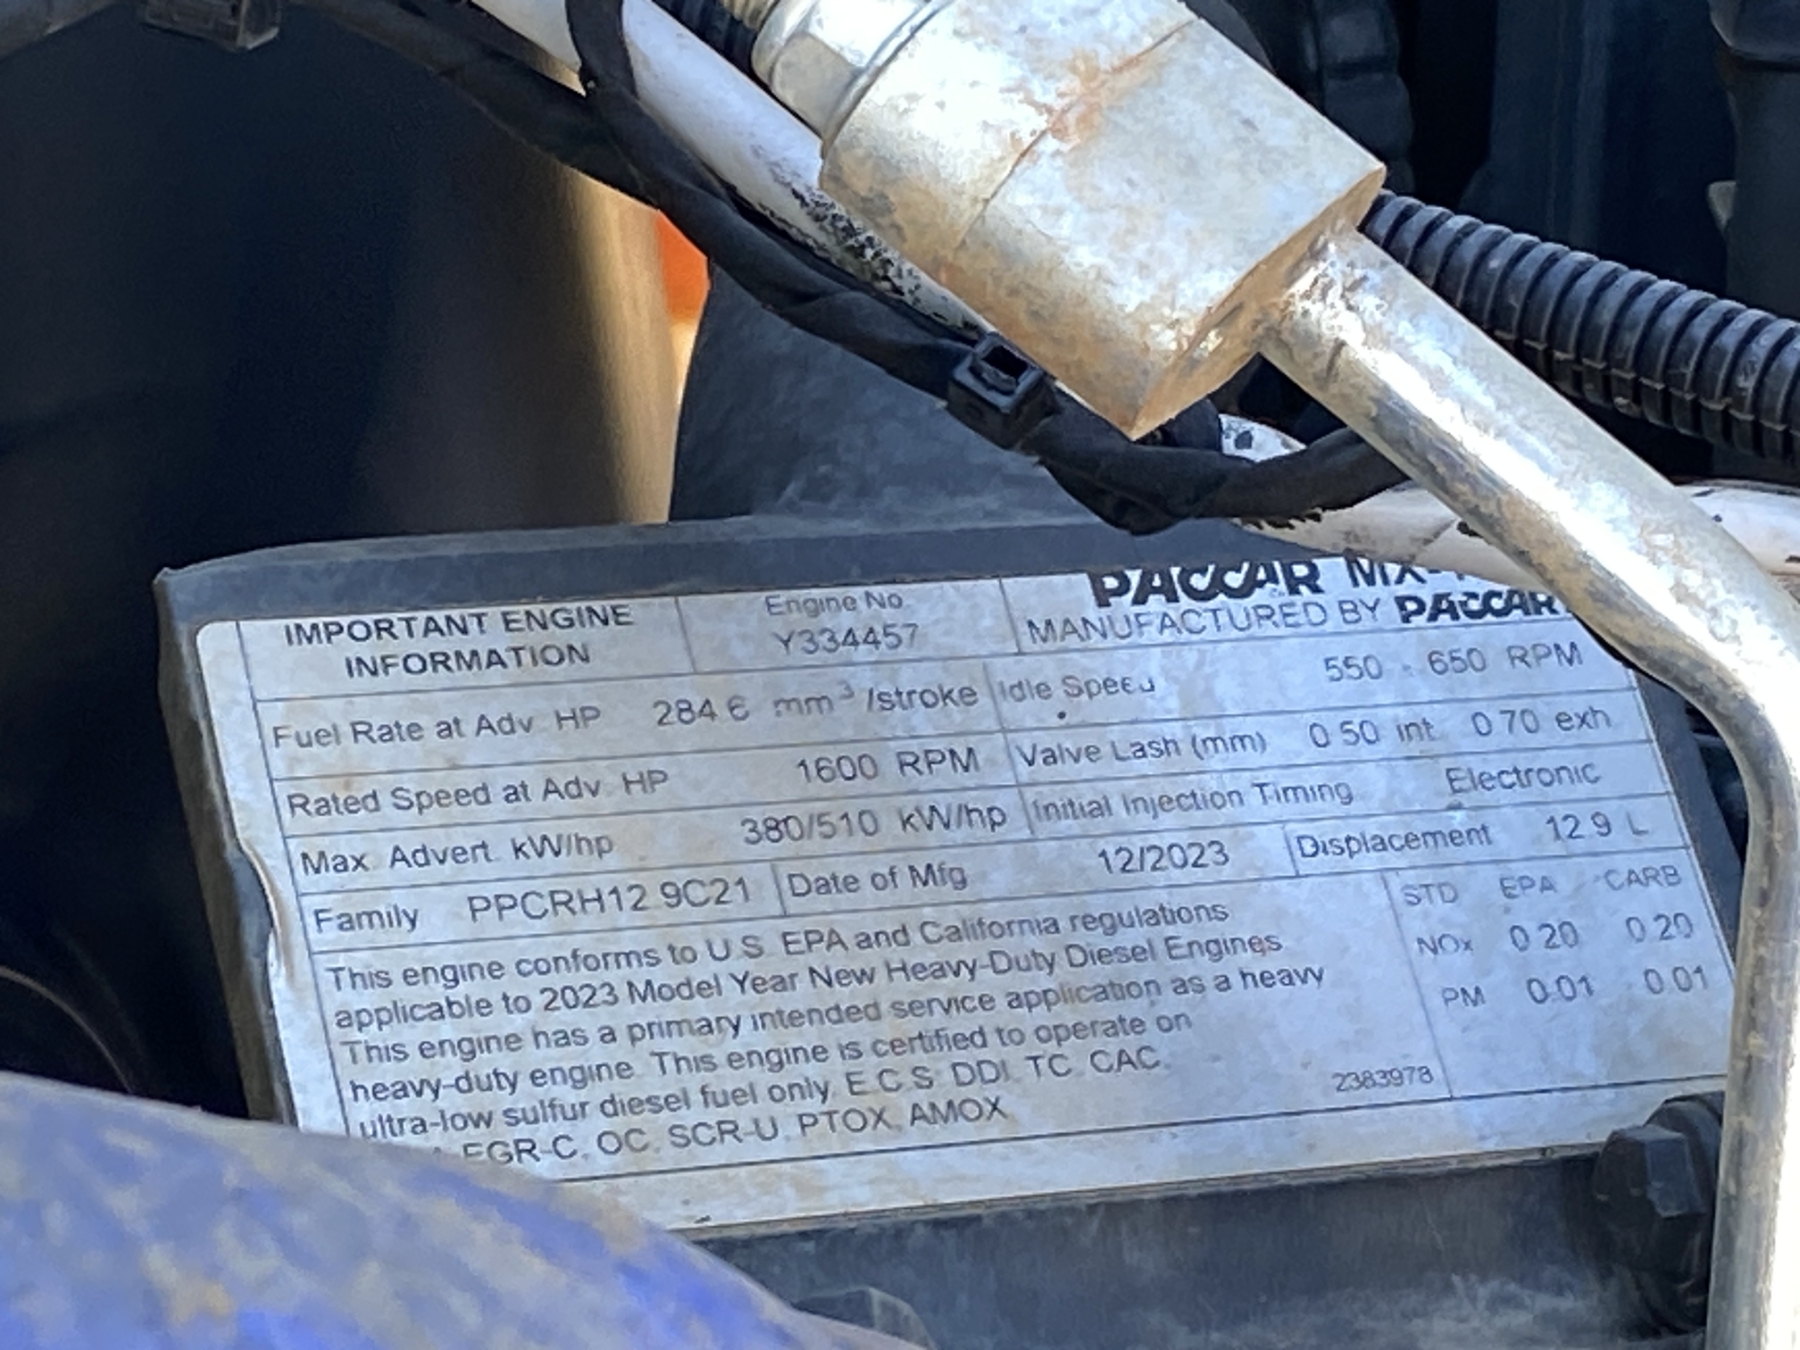 IMPORTANT ENGINE
INFORMATION
Engine No
Y334457
PACCAR
MANUFACTURED BY PACCAR
Fuel Rate at Adv HP mm³ /stroke
Idle Speed 550 - 650 RPM
Rated Speed at Adv. HP 1600 RPM
Valve Lash (mm) 0.50 int 0.70 exh
Max. Advert. kW/hp 380/510 kW/hp
Initial Injection Timing Electronic
Family PPCRH12.9C21
Date of Mfg 12/2023
Displacement 12.9 L
This engine conforms to U.S. EPA and California regulations
applicable to 2023 Model Year New Heavy-Duty Diesel Engines
This engine has a primary intended service application as a heavy
heavy-duty engine. This engine is certified to operate on
ultra-low sulfur diesel fuel only. E.C.S. DDI, TC, CAC,
EGR-C, OC, SCR-U, PTOX, AMOX
STD EPA CARB
NOx 0.20 0.20
PM 0.01 0.01
2383978